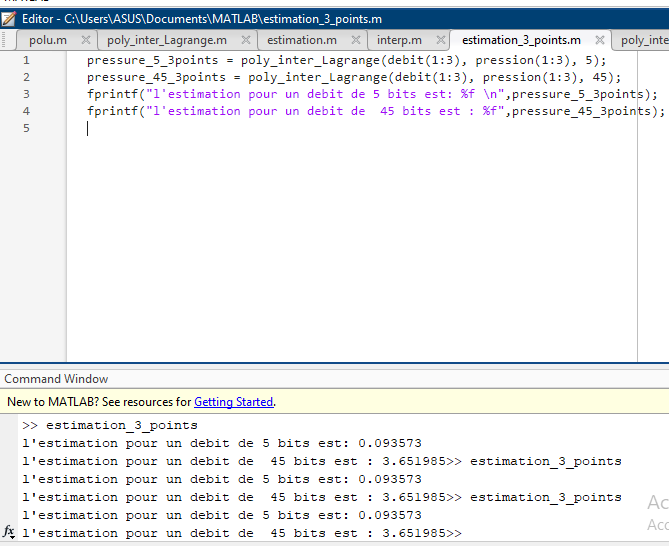 Editor - C:\Users\ASUS\Documents\MATLAB\estimation_3_points.m
polu.m × poly_inter_Lagrange.m × estimation.m × interp.m × estimation_3_points.m × poly_inte
1 pressure_5_3points = poly_inter_Lagrange(debit(1:3), pression(1:3), 5);
2 pressure_45_3points = poly_inter_Lagrange(debit(1:3), pression(1:3), 45);
3 fprintf("l'estimation pour un debit de 5 bits est: %f \n",pressure_5_3points);
4 fprintf("l'estimation pour un debit de  45 bits est : %f",pressure_45_3points);
5
Command Window
New to MATLAB? See resources for Getting Started.
>> estimation_3_points
l'estimation pour un debit de 5 bits est: 0.093573
l'estimation pour un debit de  45 bits est : 3.651985>> estimation_3_points
l'estimation pour un debit de 5 bits est: 0.093573
l'estimation pour un debit de  45 bits est : 3.651985>> estimation_3_points
l'estimation pour un debit de 5 bits est: 0.093573
fx l'estimation pour un debit de  45 bits est : 3.651985>>
Ac
Acc